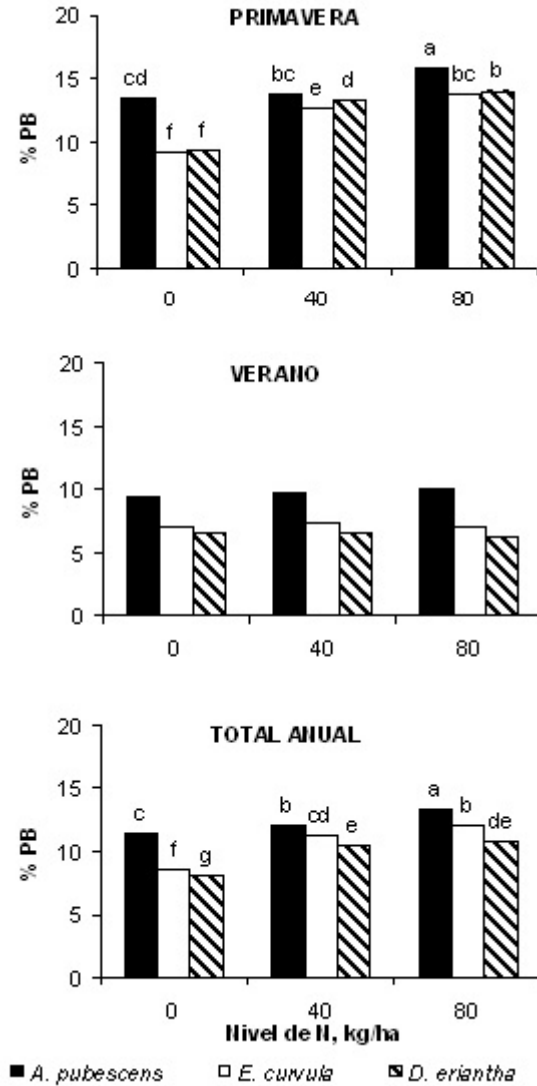 PRIMAVERA
20
15
10
5
0
% PB
cd
f
f
bc
e
d
a
bc
b
0
40
80
VERANO
20
15
10
5
0
% PB
0
40
80
TOTAL ANUAL
20
15
10
5
0
% PB
c
f
g
b
cd
e
a
b
de
0
40
80
Nivel de N, kg/ha
A. pubescens
E. curvula
D. eriantha